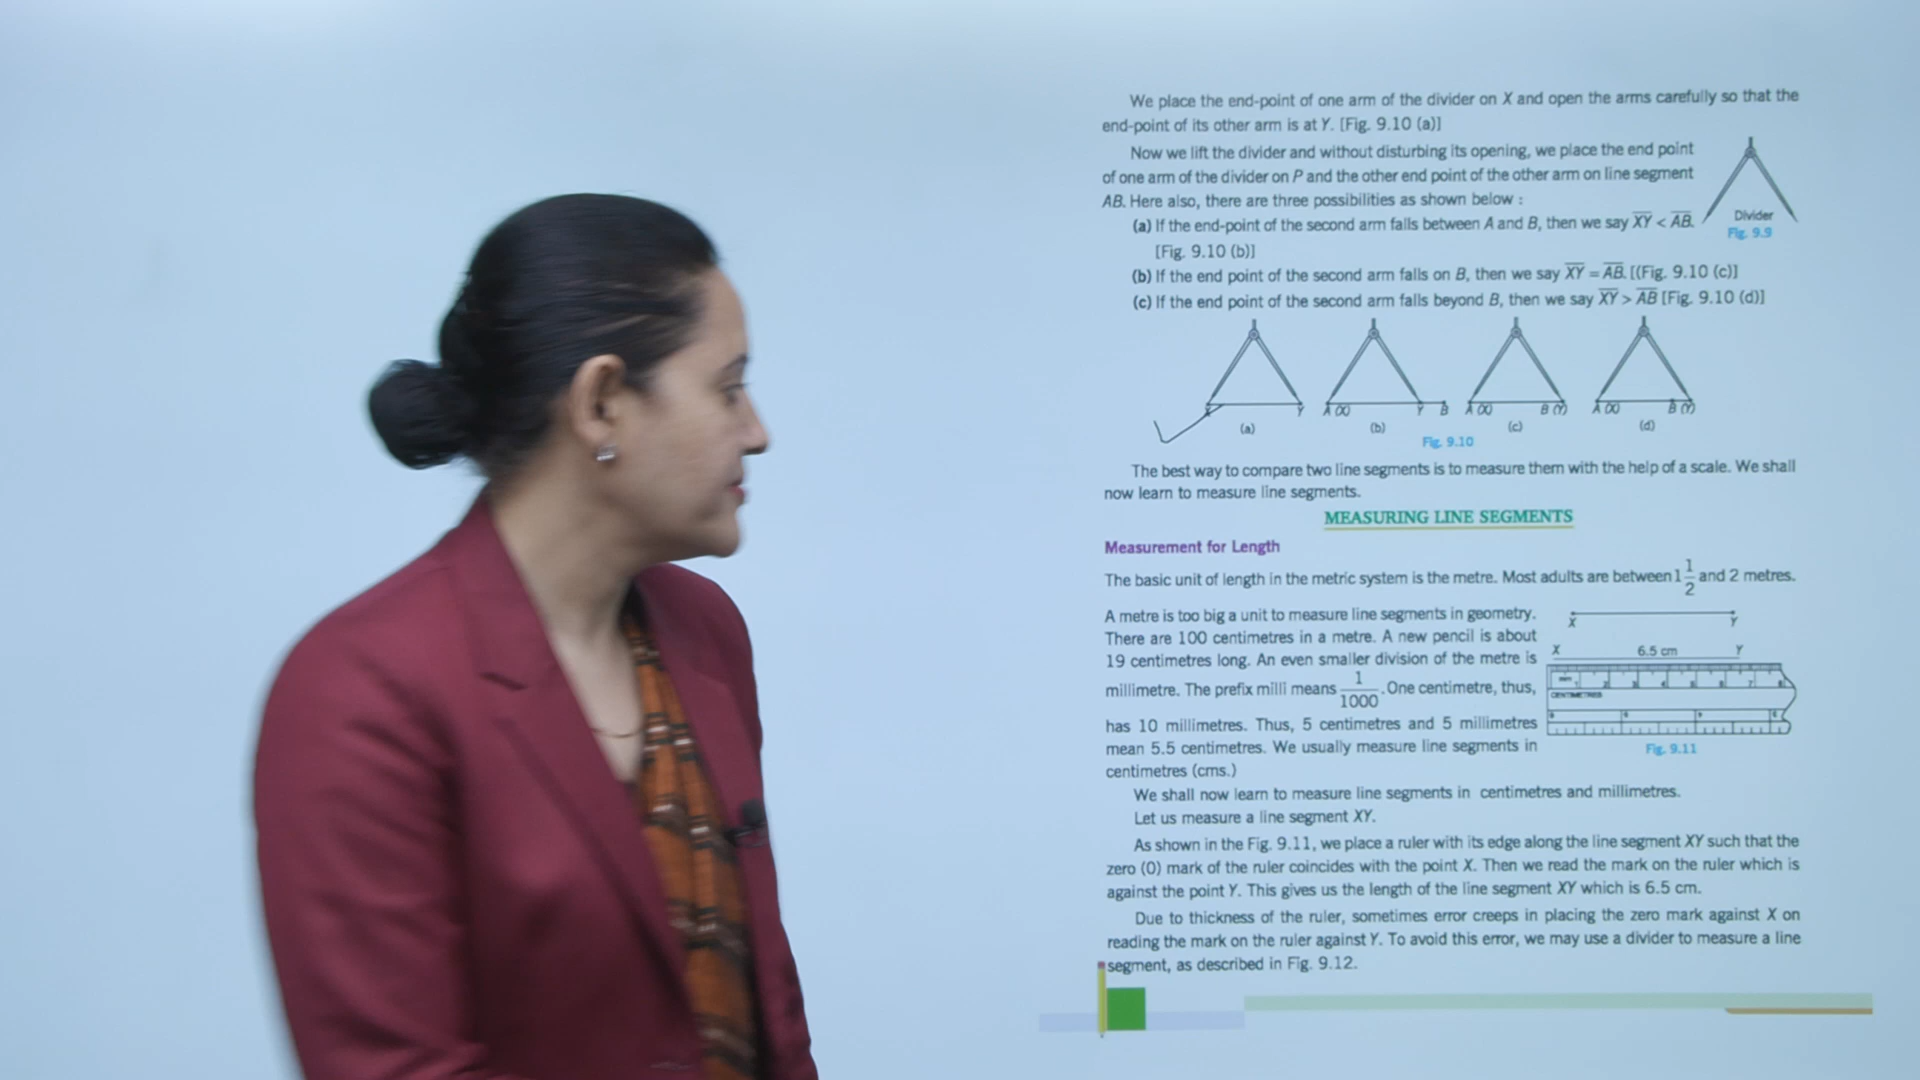 We place the end-point of one arm of the divider on X and open the arms carefully so that the
end-point of its other arm is at Y. [Fig. 9.10 (a)]
Now we lift the divider and without disturbing its opening, we place the end point
of one arm of the divider on P and the other end point of the other arm on line segment
AB. Here also, there are three possibilities as shown below :
(a) If the end-point of the second arm falls between A and B, then we say XY < AB.
[Fig. 9.10 (b)]
Divider
Fig. 9.9
(b) If the end point of the second arm falls on B, then we say XY = AB. [(Fig. 9.10 (c)]
(c) If the end point of the second arm falls beyond B, then we say XY > AB [Fig. 9.10 (d)]
X Y A (X) Y B A (X) B (Y) A (X) B (Y)
(a) (b) (c) (d)
Fig. 9.10
The best way to compare two line segments is to measure them with the help of a scale. We shall
now learn to measure line segments.
MEASURING LINE SEGMENTS
Measurement for Length
The basic unit of length in the metric system is the metre. Most adults are between 1 1/2 and 2 metres.
A metre is too big a unit to measure line segments in geometry.
There are 100 centimetres in a metre. A new pencil is about
19 centimetres long. An even smaller division of the metre is
millimetre. The prefix milli means 1/1000. One centimetre, thus,
has 10 millimetres. Thus, 5 centimetres and 5 millimetres
mean 5.5 centimetres. We usually measure line segments in
centimetres (cms.)
X Y
X 6.5 cm Y
mm 1 2 3 4 5 6 7 8
CENTIMETRES
Fig. 9.11
We shall now learn to measure line segments in centimetres and millimetres.
Let us measure a line segment XY.
As shown in the Fig. 9.11, we place a ruler with its edge along the line segment XY such that the
zero (0) mark of the ruler coincides with the point X. Then we read the mark on the ruler which is
against the point Y. This gives us the length of the line segment XY which is 6.5 cm.
Due to thickness of the ruler, sometimes error creeps in placing the zero mark against X on
reading the mark on the ruler against Y. To avoid this error, we may use a divider to measure a line
segment, as described in Fig. 9.12.